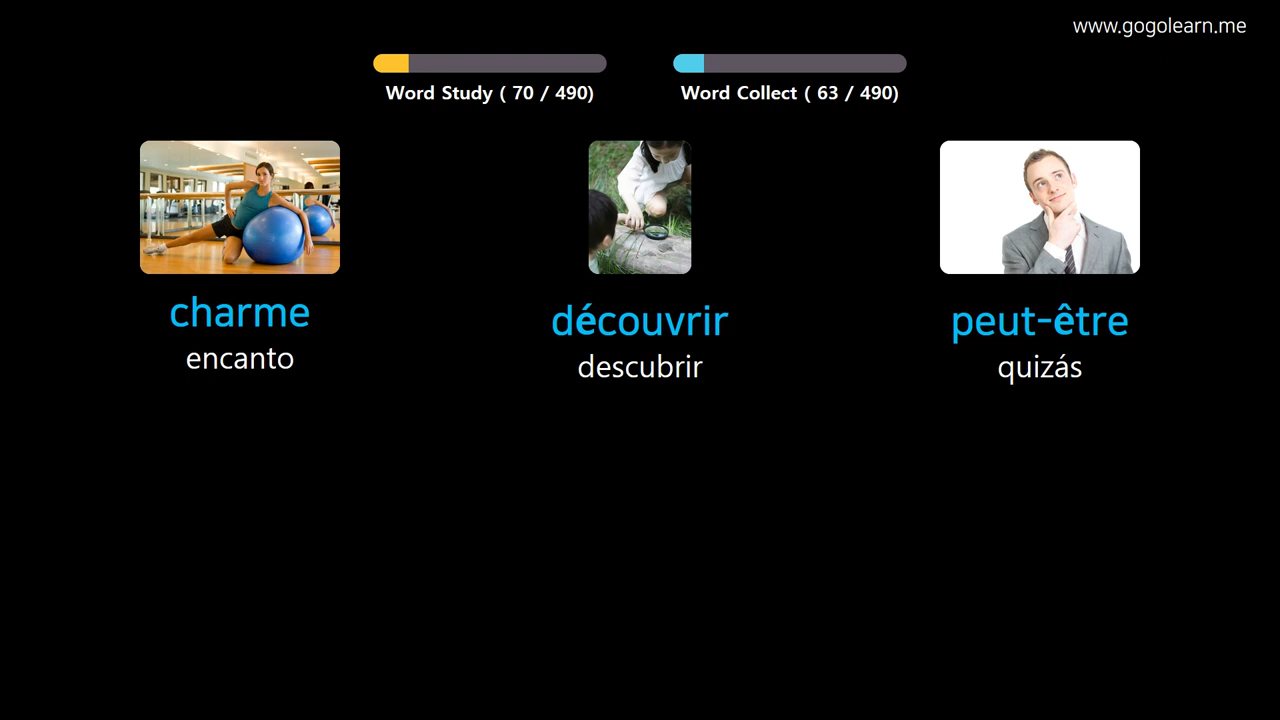 www.gogolearn.me
Word Study ( 70 / 490)
Word Collect ( 63 / 490)
charme
encanto
découvrir
descubrir
peut-être
quizás